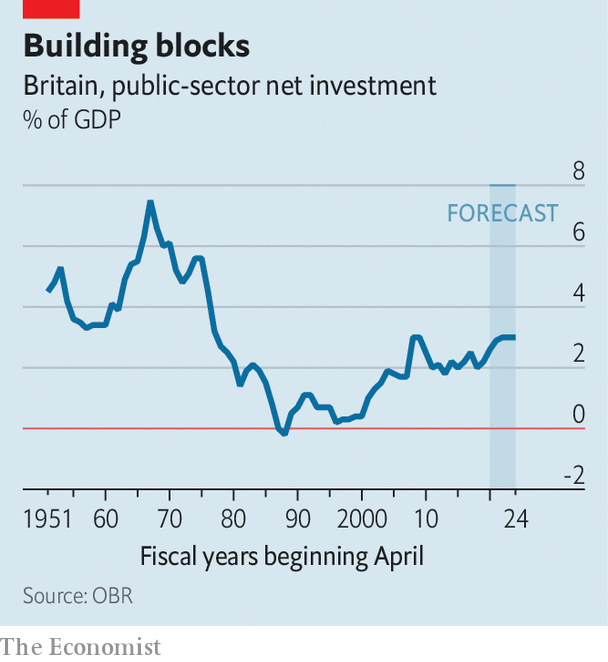 Building blocks
Britain, public-sector net investment
% of GDP
8
FORECAST
6
4
2
0
-2
1951 60 70 80 90 2000 10 24
Fiscal years beginning April
Source: OBR
The Economist